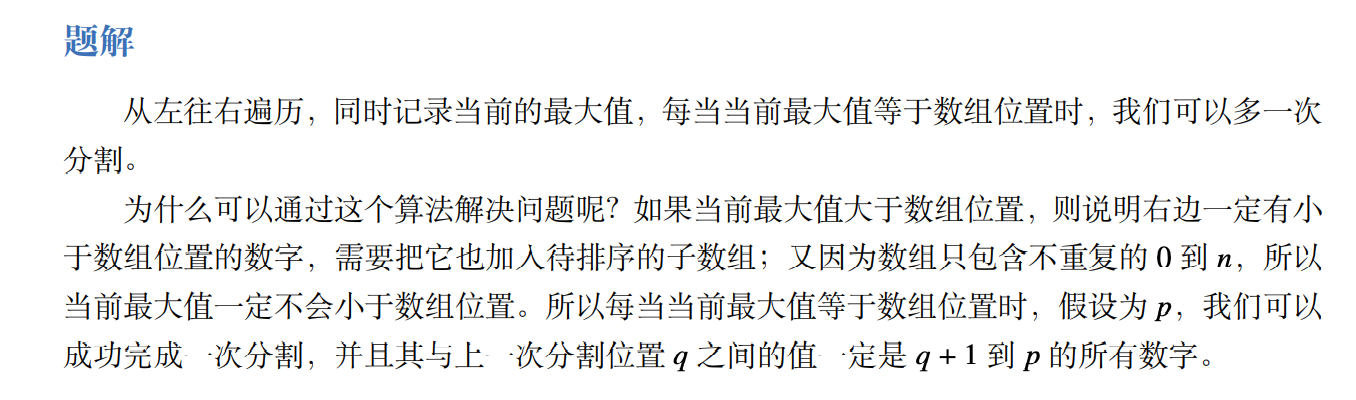 题解
从左往右遍历，同时记录当前的最大值，每当当前最大值等于数组位置时，我们可以多一次
分割。
为什么可以通过这个算法解决问题呢？如果当前最大值大于数组位置，则说明右边一定有小
于数组位置的数字，需要把它也加入待排序的子数组；又因为数组只包含不重复的 0 到 n，所以
当前最大值一定不会小于数组位置。所以每当当前最大值等于数组位置时，假设为 p，我们可以
成功完成一次分割，并且其与上一次分割位置 q 之间的值一定是 q + 1 到 p 的所有数字。